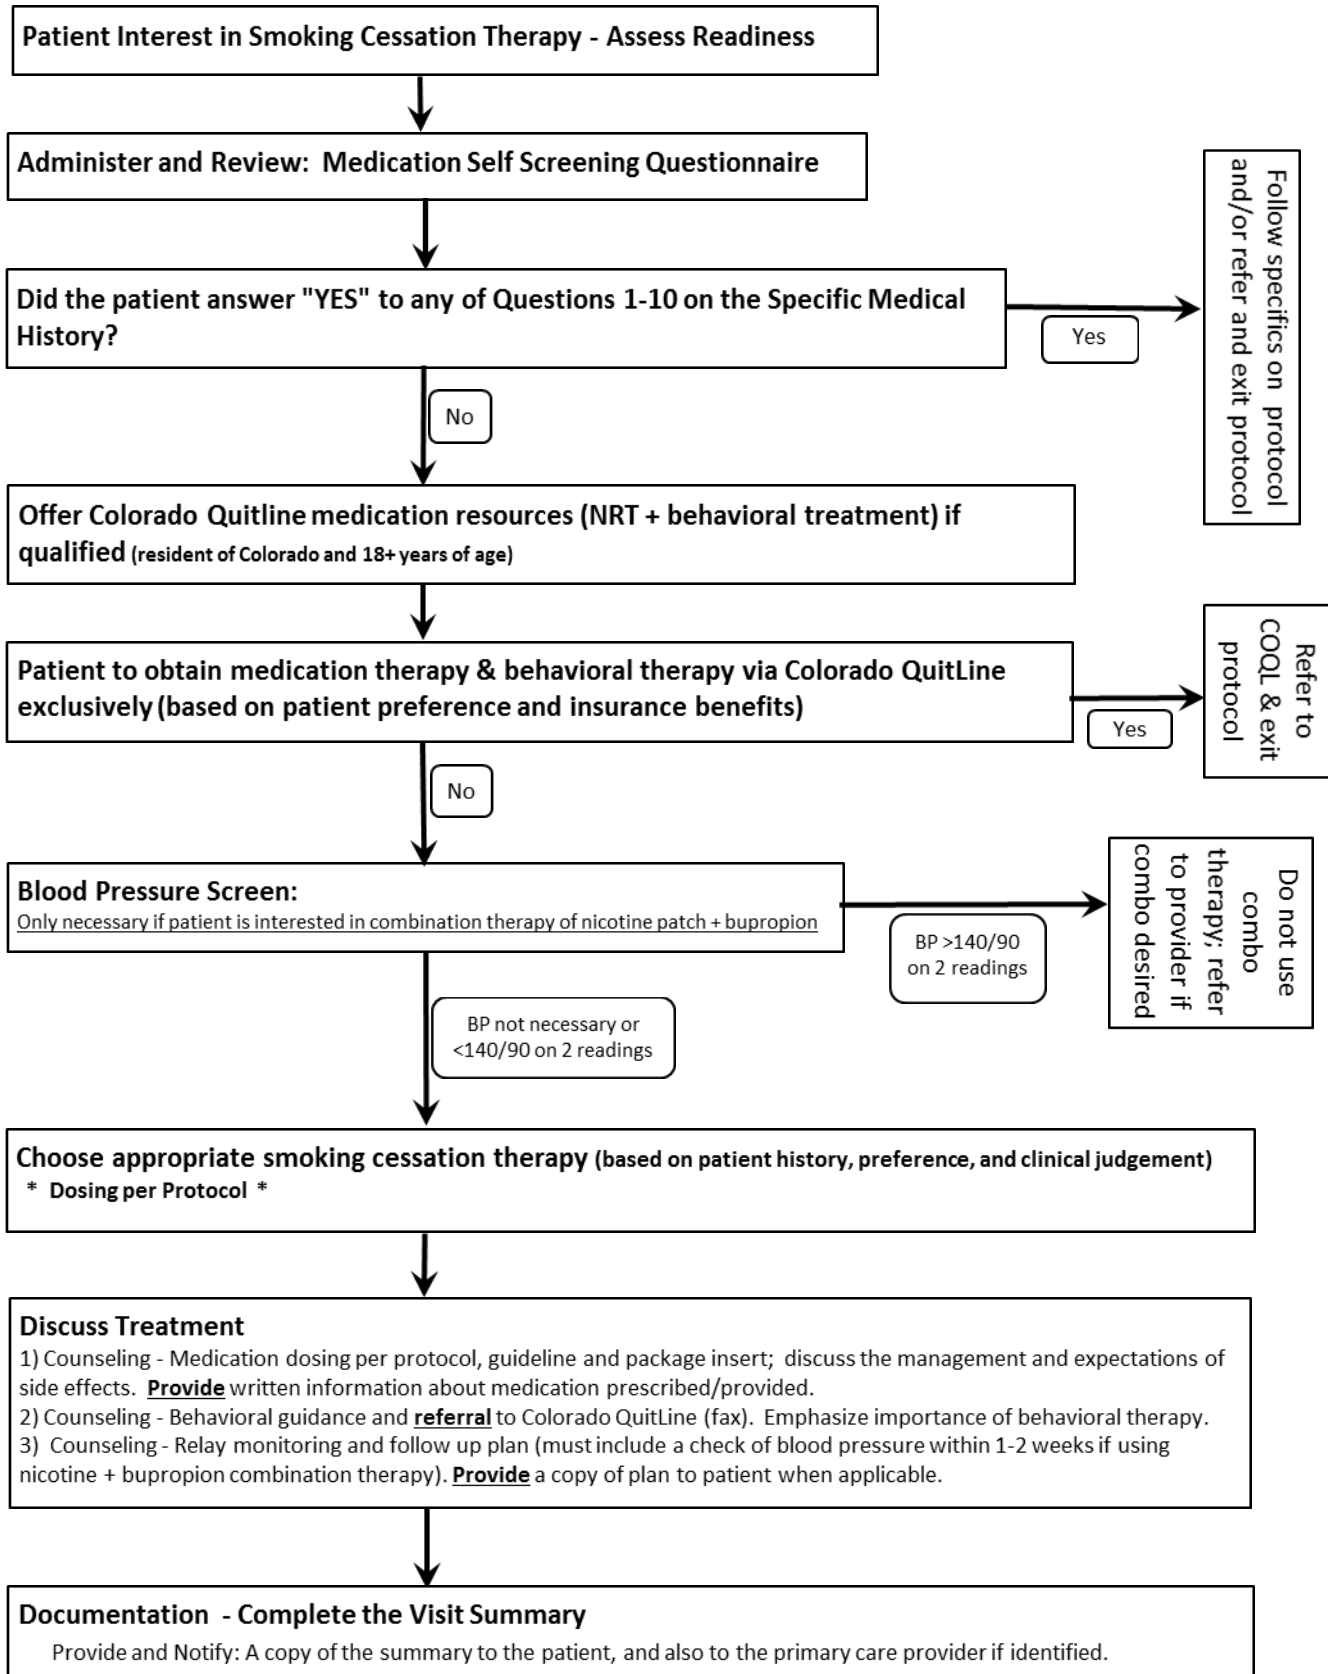 Patient Interest in Smoking Cessation Therapy - Assess Readiness
Administer and Review:  Medication Self Screening Questionnaire
Did the patient answer "YES" to any of Questions 1-10 on the Specific Medical
History?
Yes
Follow specifics on  protocol
and/or refer and exit protocol
No
Offer Colorado Quitline medication resources (NRT + behavioral treatment) if
qualified (resident of Colorado and 18+ years of age)
Patient to obtain medication therapy & behavioral therapy via Colorado QuitLine
exclusively (based on patient preference and insurance benefits)
Yes
Refer to
COQL & exit
protocol
No
Blood Pressure Screen:
Only necessary if patient is interested in combination therapy of nicotine patch + bupropion
BP >140/90
on 2 readings
Do not use
combo
therapy; refer
to provider if
combo desired
BP not necessary or
<140/90 on 2 readings
Choose appropriate smoking cessation therapy (based on patient history, preference, and clinical judgement)
* Dosing per Protocol *
Discuss Treatment
1) Counseling - Medication dosing per protocol, guideline and package insert;  discuss the management and expectations of
side effects.  Provide written information about medication prescribed/provided.
2) Counseling - Behavioral guidance and referral to Colorado QuitLine (fax).  Emphasize importance of behavioral therapy.
3)  Counseling - Relay monitoring and follow up plan (must include a check of blood pressure within 1-2 weeks if using
nicotine + bupropion combination therapy). Provide a copy of plan to patient when applicable.
Documentation  - Complete the Visit Summary
Provide and Notify: A copy of the summary to the patient, and also to the primary care provider if identified.